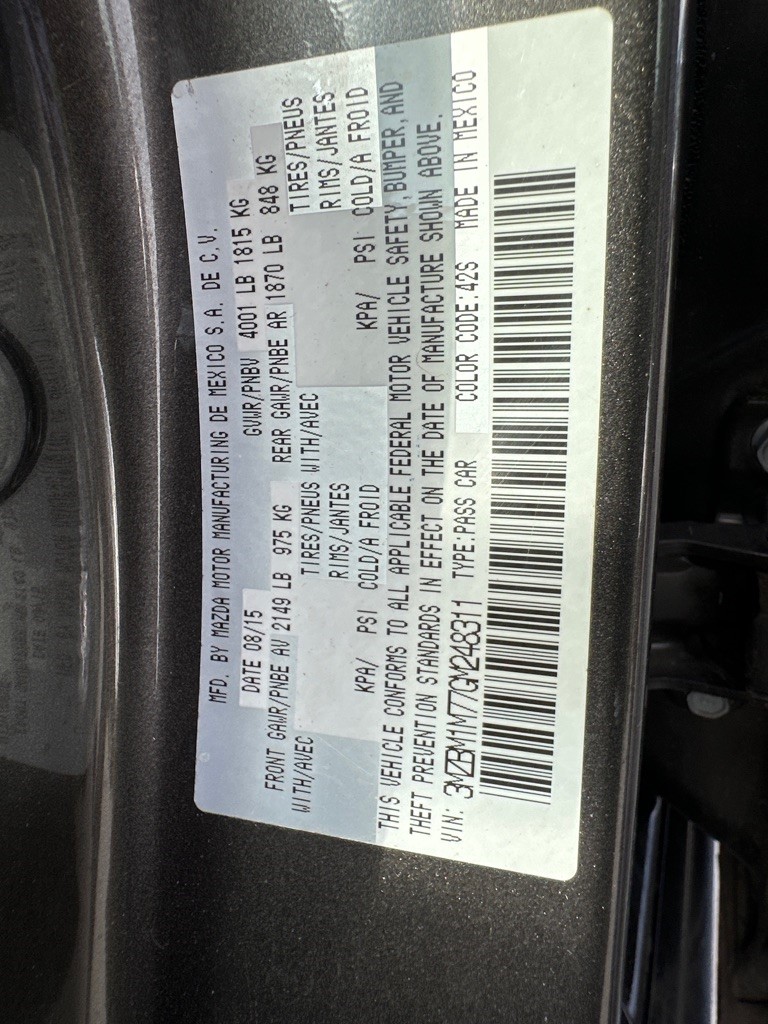 MFD. BY MAZDA MOTOR MANUFACTURING DE MEXICO S.A. DE C.V.
DATE 08/15 GVWR/PNBV 4001 LB 1815 KG
FRONT GAWR/PNBE AV 2149 LB 975 KG REAR GAWR/PNBE AR 1870 LB 848 KG
WITH/AVEC TIRES/PNEUS WITH/AVEC TIRES/PNEUS
RIMS/JANTES RIMS/JANTES
KPA/ PSI COLD/A FROID KPA/ PSI COLD/A FROID
THIS VEHICLE CONFORMS TO ALL APPLICABLE FEDERAL MOTOR VEHICLE SAFETY, BUMPER, AND
THEFT PREVENTION STANDARDS IN EFFECT ON THE DATE OF MANUFACTURE SHOWN ABOVE.
VIN: 3MZBM1M77GM248311 TYPE:PASS CAR COLOR CODE:42S MADE IN MEXICO